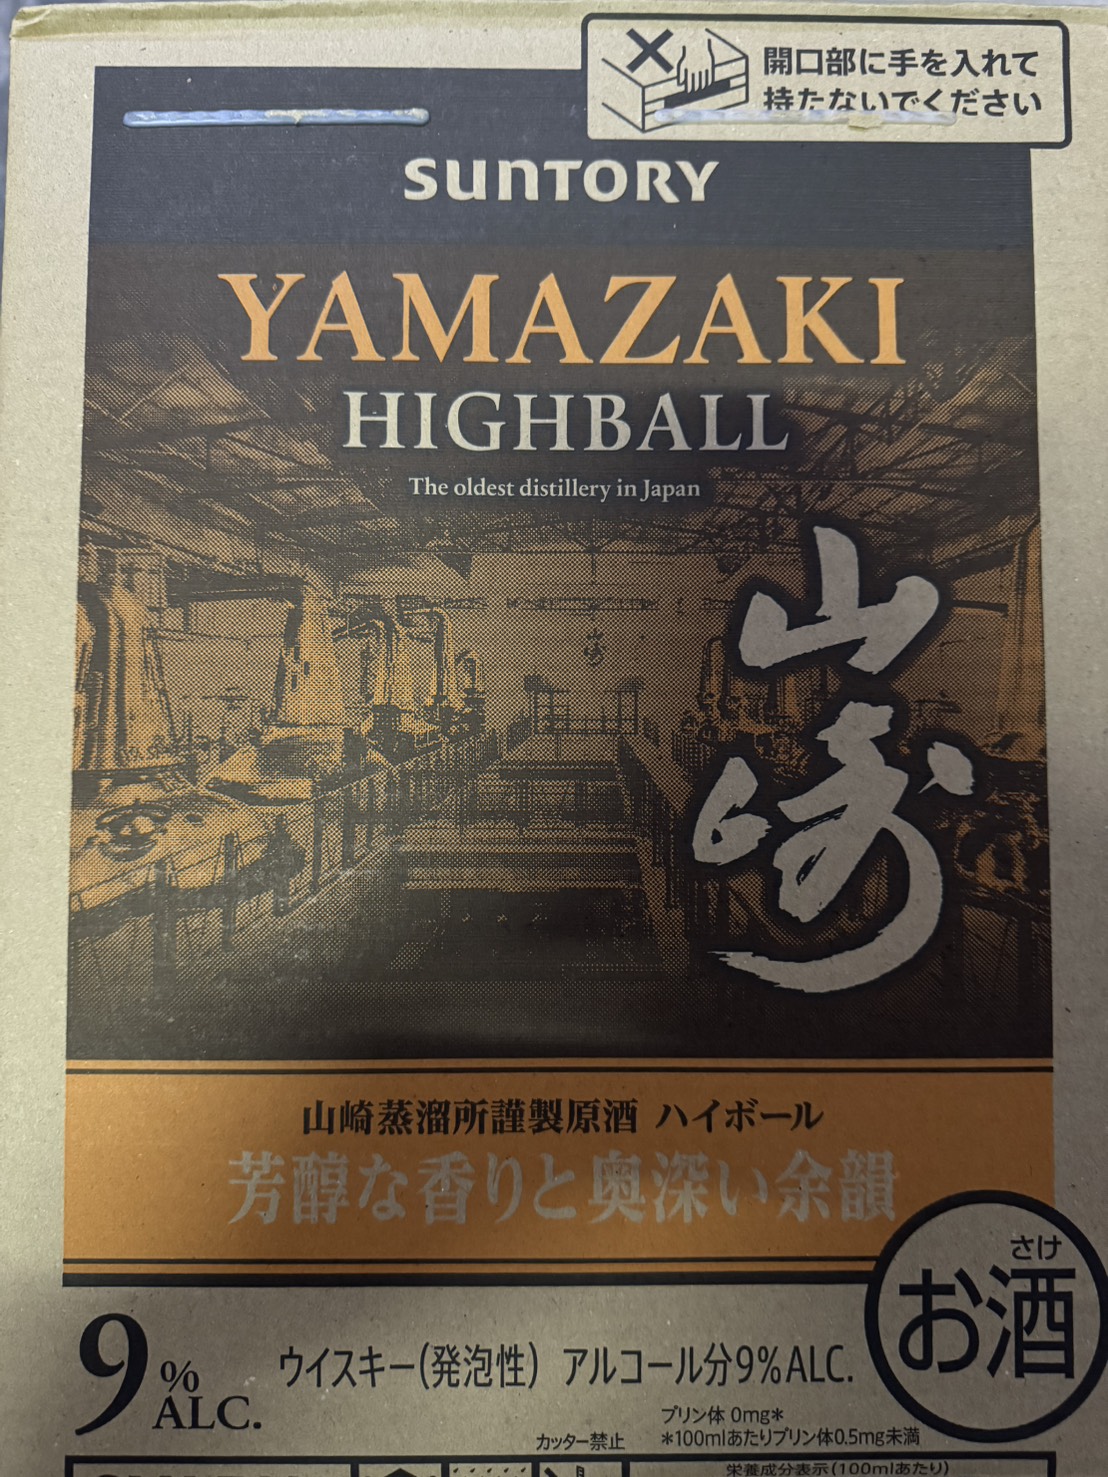 開口部に手を入れて
持たないでください
SUNTORY
YAMAZAKI
HIGHBALL
The oldest distillery in Japan
山崎
山崎蒸溜所謹製原酒 ハイボール
芳醇な香りと奥深い余韻
さけ
お酒
9%
ALC.
ウイスキー(発泡性) アルコール分9%ALC.
プリン体 0mg*
*100mlあたりプリン体0.5mg未満
カッター禁止
栄養成分表示(100mlあたり)